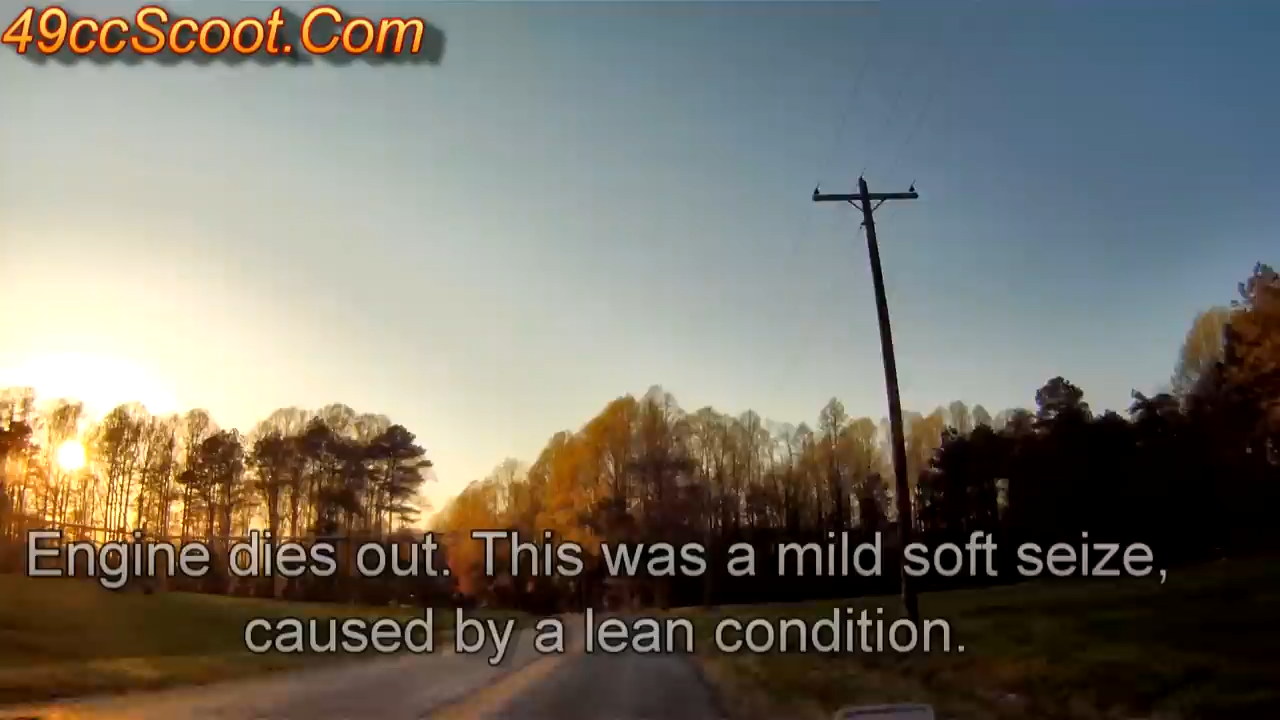 49ccScoot.Com
Engine dies out. This was a mild soft seize,
caused by a lean condition.